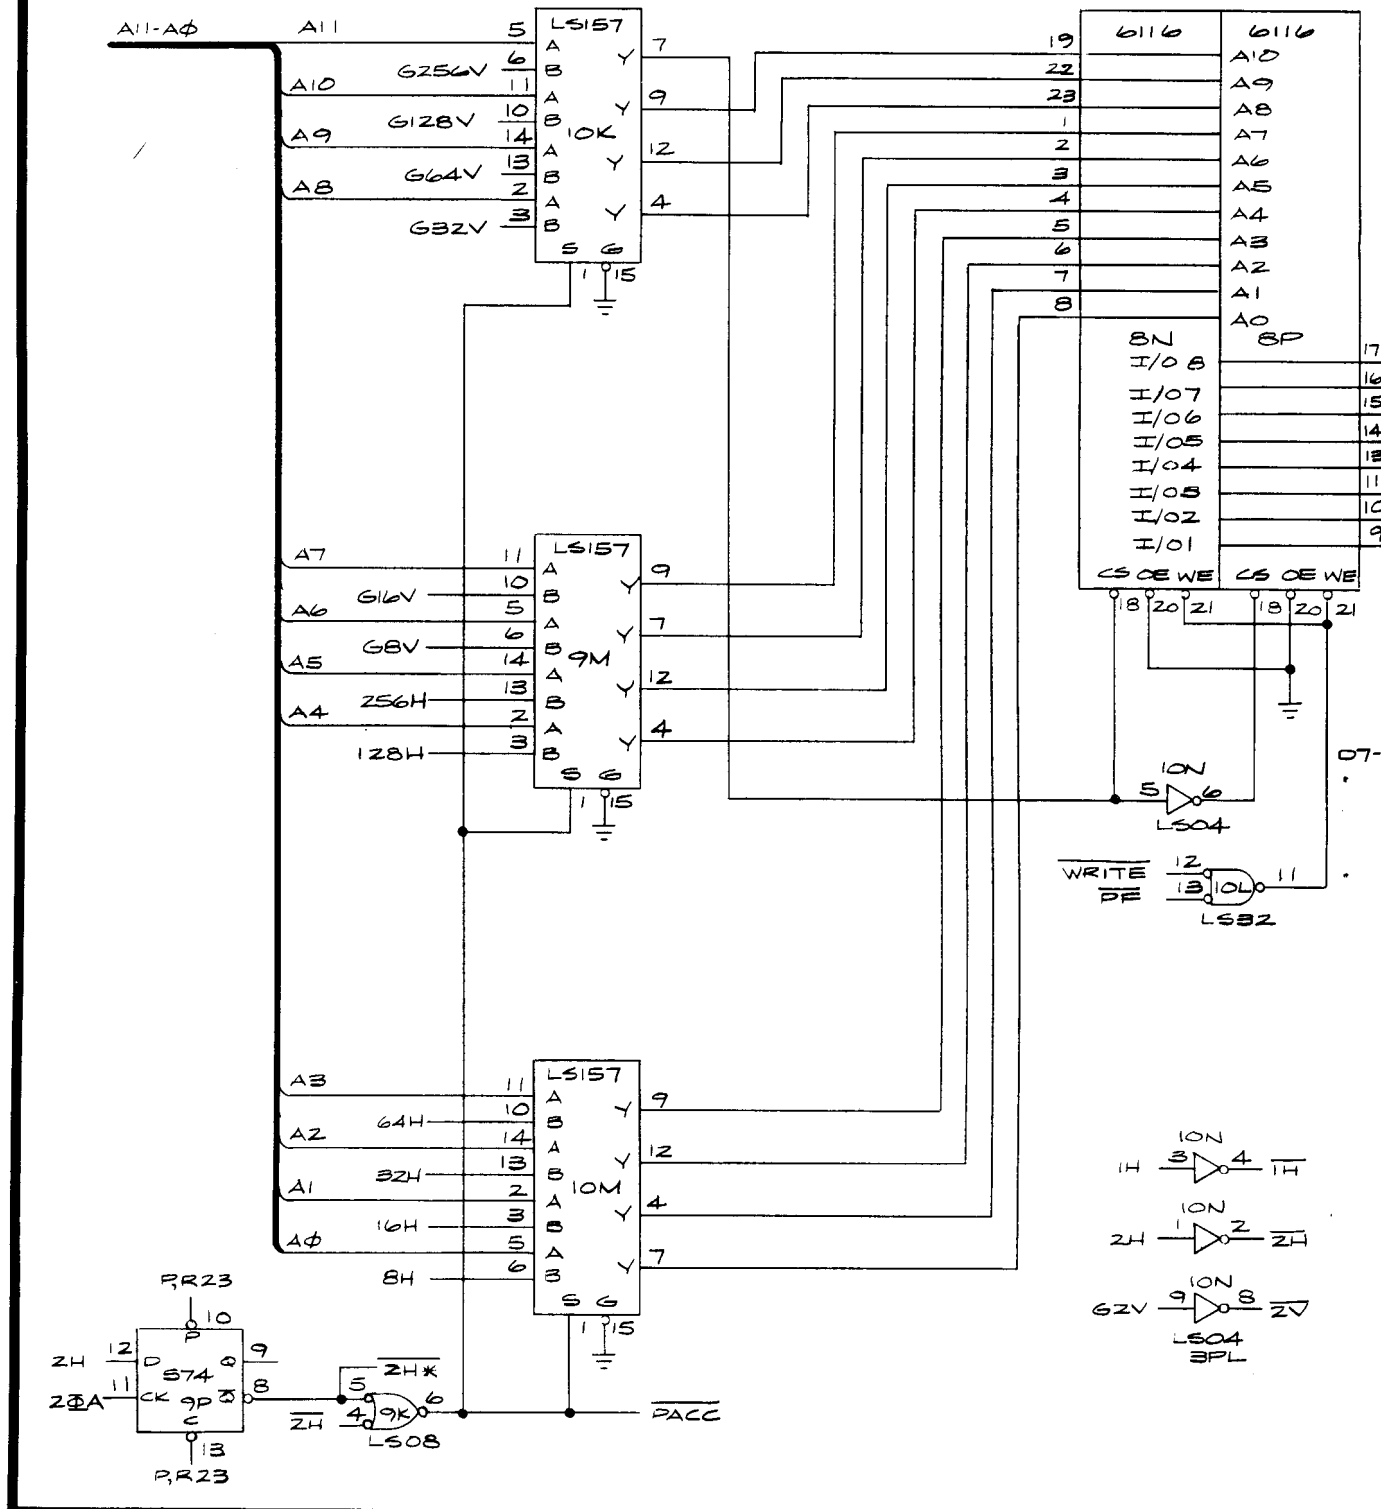 A11-AΦ
A11
5
LS157
A
Y
7
G256V
6
B
A10
11
A
Y
9
G128V
10
B
10K
A9
14
A
Y
12
G64V
13
B
A8
2
A
Y
4
G32V
3
B
S G
1 15
6116 6116
19 A10
22 A9
23 A8
1 A7
2 A6
3 A5
4 A4
5 A3
6 A2
7 A1
8 A0
8N 8P
I/O 8 17
I/O7 16
I/O6 15
I/O5 14
I/O4 13
I/O3 11
I/O2 10
I/O1 9
CS OE WE CS OE WE
18 20 21 18 20 21
A7
11
LS157
A
Y
9
G16V
10
B
A6
5
A
Y
7
G8V
6
B
9M
A5
14
A
Y
12
256H
13
B
A4
2
A
Y
4
128H
3
B
S G
1 15
D7-
10N
5 6
LS04
WRITE 12
PF 13
10L 11
LS32
A3
11
LS157
A
Y
9
64H
10
B
A2
14
A
Y
12
32H
13
B
10M
A1
2
A
Y
4
16H
3
B
AΦ
5
A
Y
7
8H
6
B
S G
1 15
10N
1H 3 4 1H
10N
2H 1 2 2H
10N
G2V 9 8 2V
LS04
3PL
P,R23
10
P
2H 12 D Q 9
S74
2ΦA 11 CK 9P Q 8
C
13
P,R23
2H*
5
2H 4 9K 6
LS08
PACC